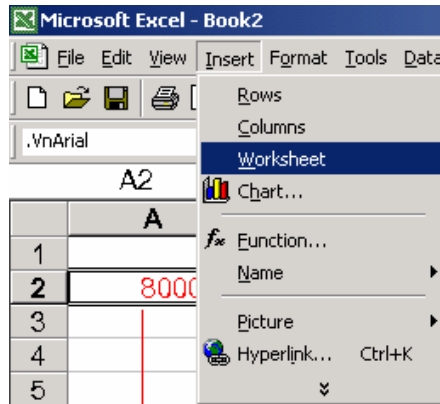 Microsoft Excel - Book2
File Edit View Insert Format Tools Data
.VnArial
A2
A
1
2 8000
3
4
5
Rows
Columns
Worksheet
Chart...
fx Function...
Name
Picture
Hyperlink... Ctrl+K